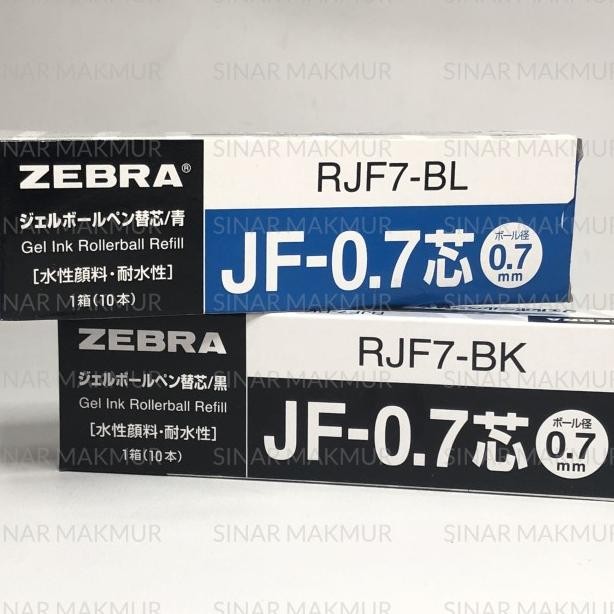 ZEBRA®
ジェルボールペン替芯/青
Gel Ink Rollerball Refill
[水性顔料・耐水性]
1箱(10本)
RJF7-BL
JF-0.7芯
ボール径
0.7
mm
ZEBRA
ジェルボールペン替芯/黒
Gel Ink Rollerball Refill
[水性顔料・耐水性]
1箱(10本)
RJF7-BK
JF-0.7芯
ボール径
0.7
mm
SINAR MAKMUR